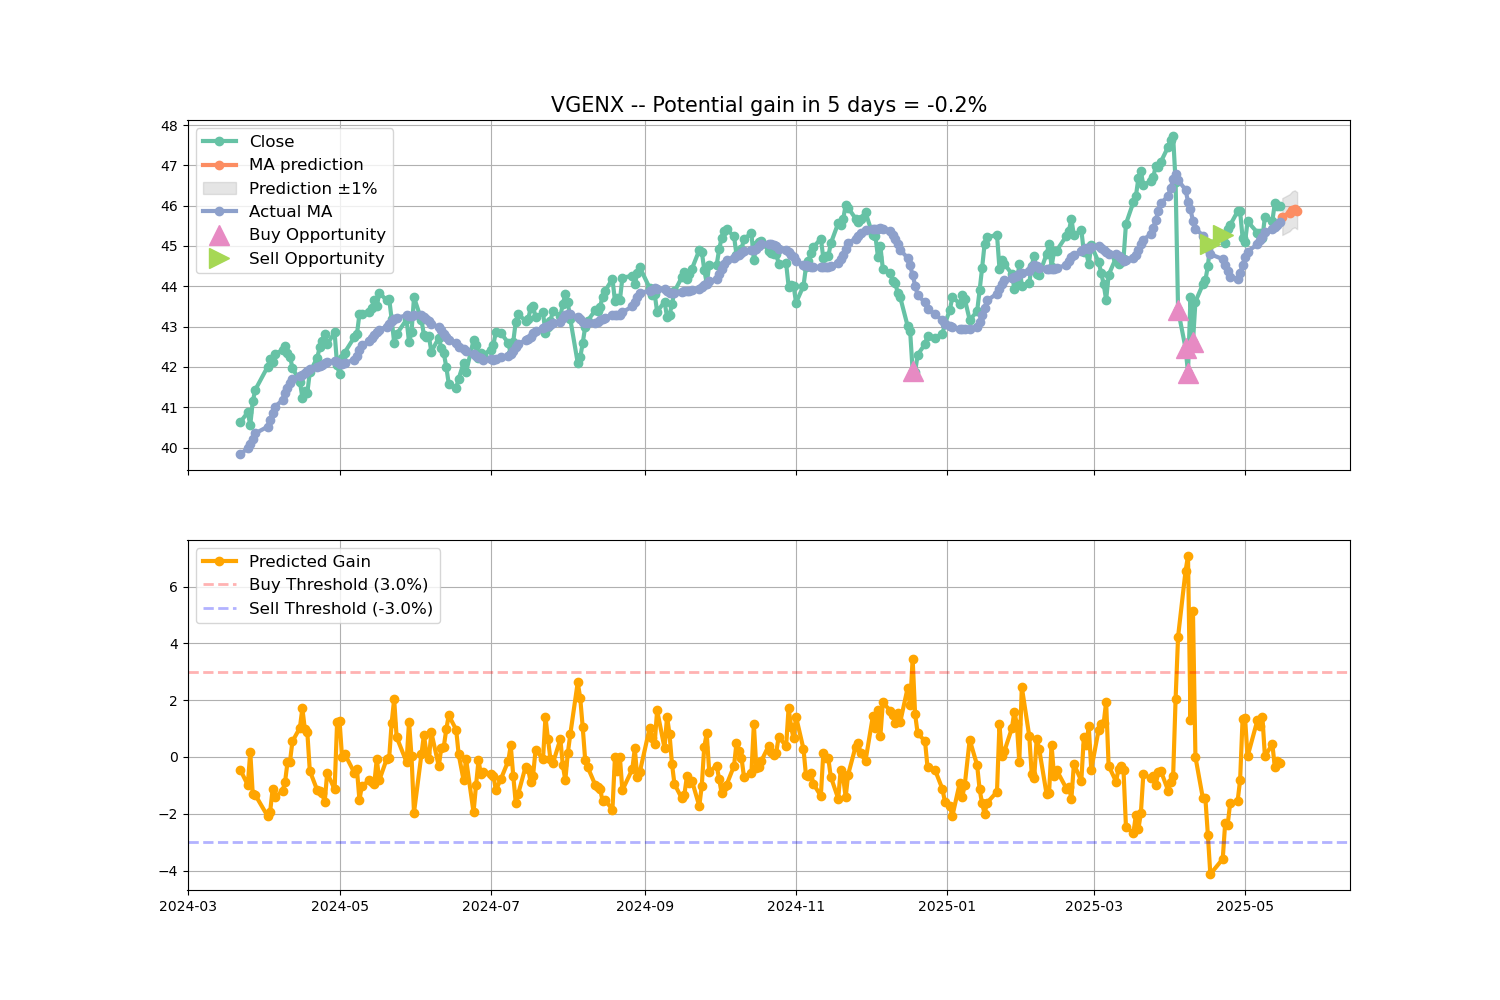 VGENX -- Potential gain in 5 days = -0.2%
48
47
46
45
44
43
42
41
40
Close
MA prediction
Prediction ±1%
Actual MA
Buy Opportunity
Sell Opportunity
6
4
2
0
−2
−4
Predicted Gain
Buy Threshold (3.0%)
Sell Threshold (-3.0%)
2024-03 2024-05 2024-07 2024-09 2024-11 2025-01 2025-03 2025-05